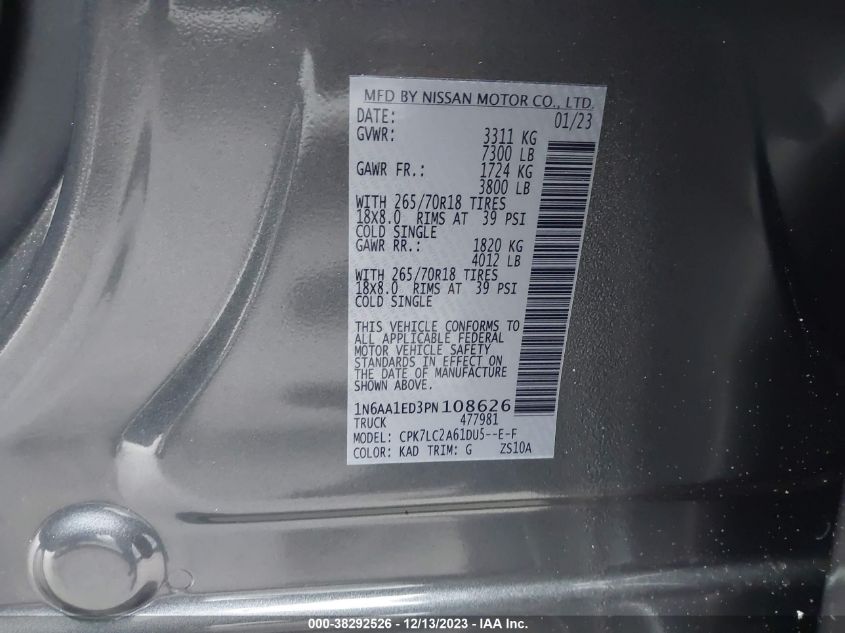 MFD BY NISSAN MOTOR CO., LTD.
DATE: 01/23
GVWR: 3311 KG
7300 LB
GAWR FR.: 1724 KG
3800 LB
WITH 265/70R18 TIRES
18X8.0 RIMS AT 39 PSI
COLD SINGLE
GAWR RR.: 1820 KG
4012 LB
WITH 265/70R18 TIRES
18X8.0 RIMS AT 39 PSI
COLD SINGLE
THIS VEHICLE CONFORMS TO
ALL APPLICABLE FEDERAL
MOTOR VEHICLE SAFETY
STANDARDS IN EFFECT ON
THE DATE OF MANUFACTURE
SHOWN ABOVE.
1N6AA1ED3PN108626
TRUCK 477981
MODEL: CPK7LC2A61DU5--E-F
COLOR: KAD TRIM: G ZS10A
000-38292526 - 12/13/2023 - IAA Inc.